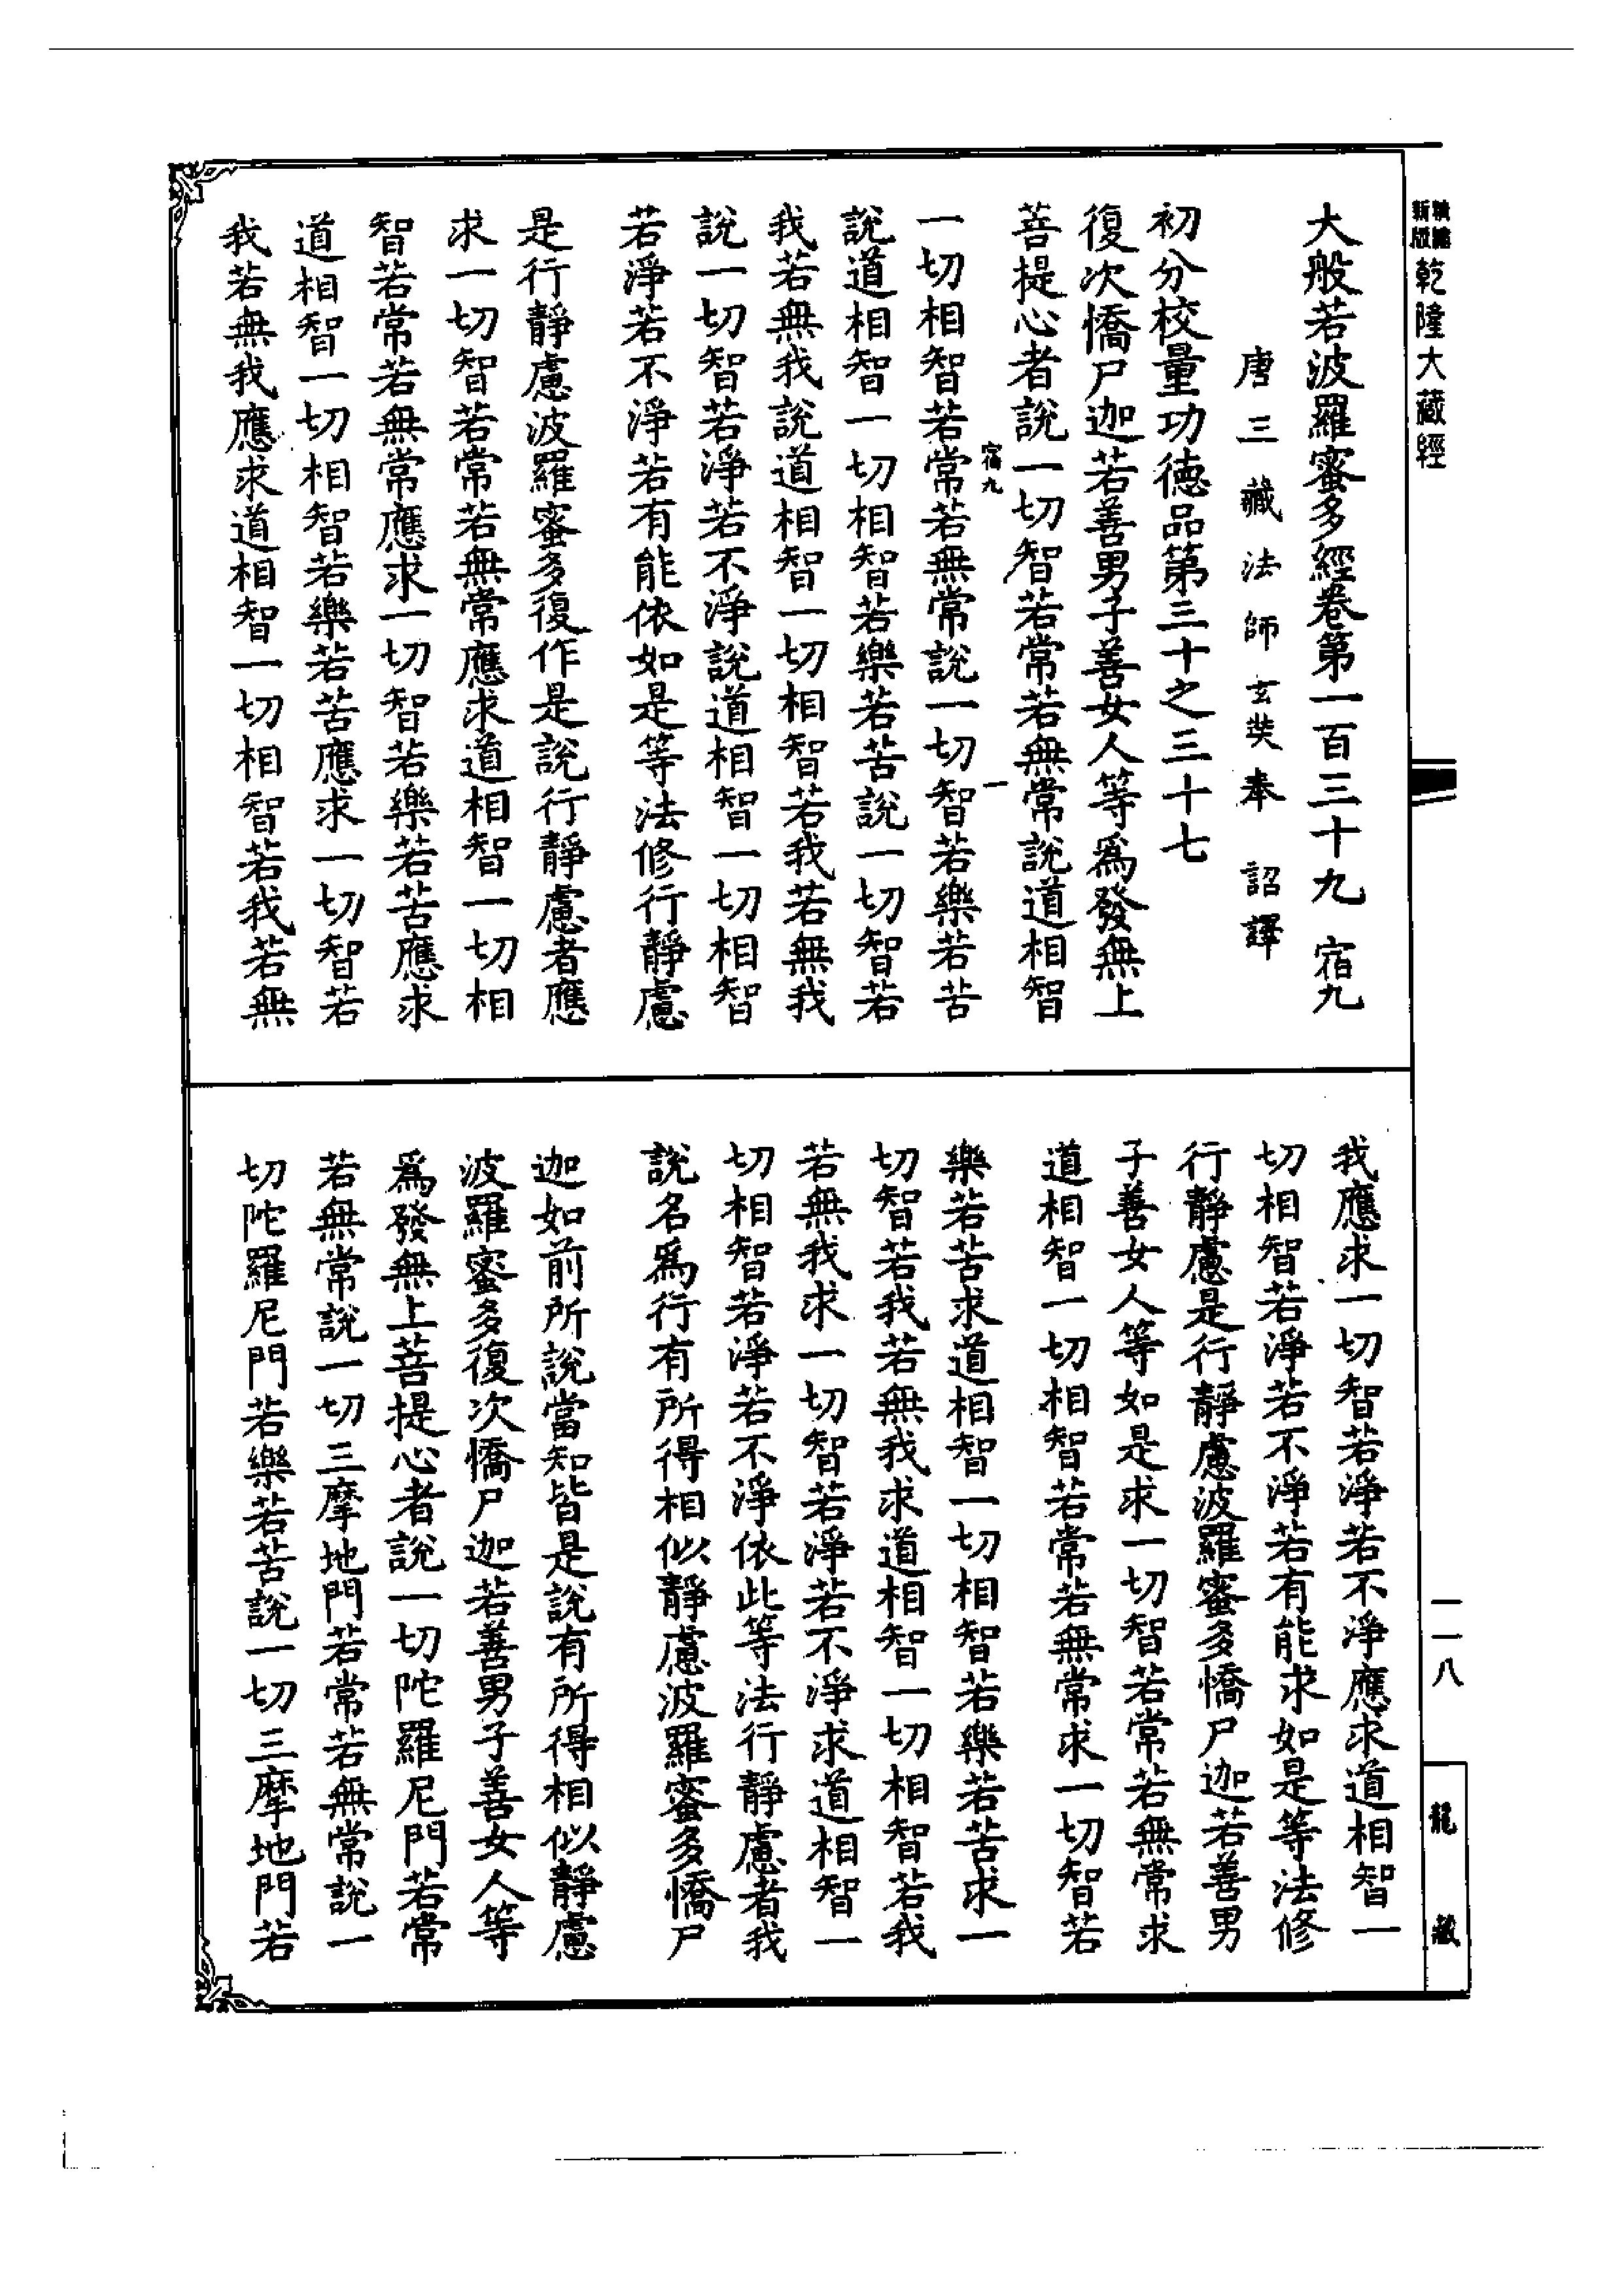 精縮
新版
乾隆大藏經
大般若波羅蜜多經卷第一百三十九　宿九
唐三藏法師玄奘奉　詔譯
初分校量功德品第三十之三十七
復次憍尸迦若善男子善女人等爲發無上
菩提心者說一切智若常若無常說道相智
宿九　一
一切相智若常若無常說一切智若樂若苦
說道相智一切相智若樂若苦說一切智若
我若無我說道相智一切相智若我若無我
說一切智若淨若不淨說道相智一切相智
若淨若不淨若有能依如是等法修行靜慮
是行靜慮波羅蜜多復作是說行靜慮者應
求一切智若常若無常應求道相智一切相
智若常若無常應求一切智若樂若苦應求
道相智一切相智若樂若苦應求一切智若
我若無我應求道相智一切相智若我若無
我應求一切智若淨若不淨應求道相智一
切相智若淨若不淨若有能求如是等法修
行靜慮是行靜慮波羅蜜多憍尸迦若善男
子善女人等如是求一切智若常若無常求
道相智一切相智若常若無常求一切智若
樂若苦求道相智一切相智若樂若苦求一
切智若我若無我求道相智一切相智若我
若無我求一切智若淨若不淨求道相智一
切相智若淨若不淨依此等法行靜慮者我
說名爲行有所得相似靜慮波羅蜜多憍尸
迦如前所說當知皆是說有所得相似靜慮
波羅蜜多復次憍尸迦若善男子善女人等
爲發無上菩提心者說一切陀羅尼門若常
若無常說一切三摩地門若常若無常說一
切陀羅尼門若樂若苦說一切三摩地門若
一一八
龍藏